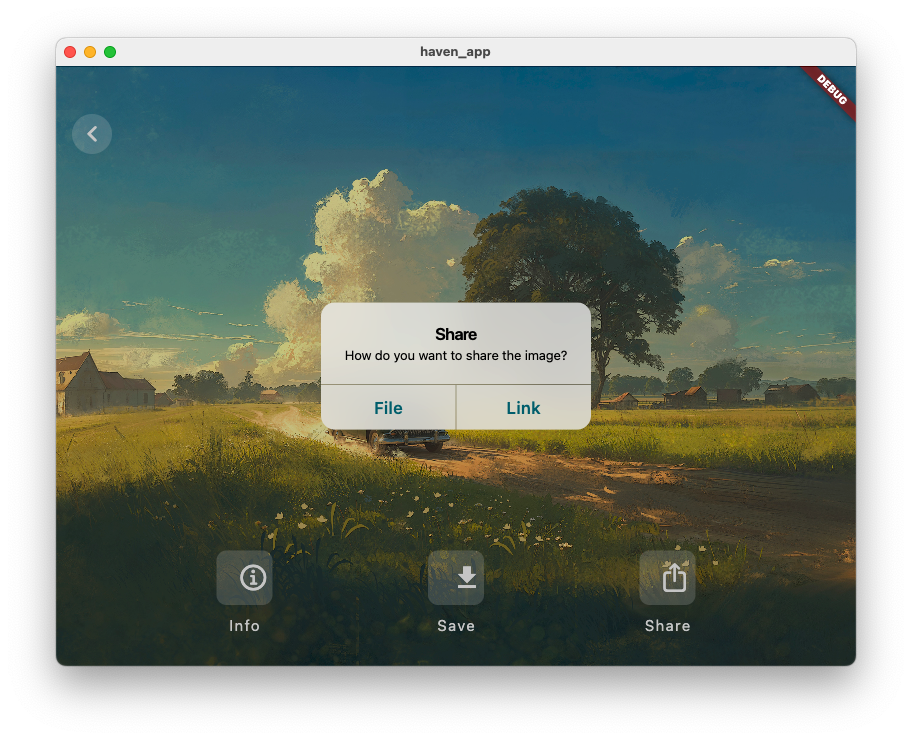 haven_app
DEBUG
Share
How do you want to share the image?
File
Link
Info
Save
Share